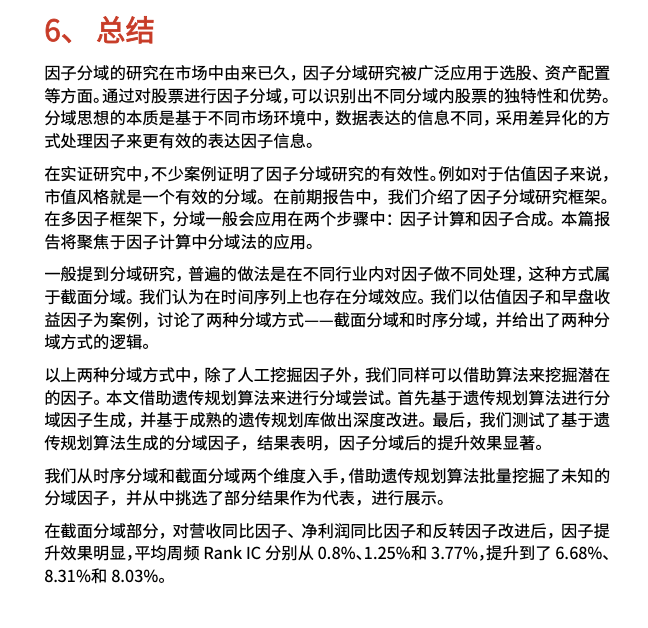 6、 总结
因子分域的研究在市场中由来已久，因子分域研究被广泛应用于选股、资产配置
等方面。通过对股票进行因子分域，可以识别出不同分域内股票的独特性和优势。
分域思想的本质是基于不同市场环境中，数据表达的信息不同，采用差异化的方
式处理因子来更有效的表达因子信息。
在实证研究中，不少案例证明了因子分域研究的有效性。例如对于估值因子来说，
市值风格就是一个有效的分域。在前期报告中，我们介绍了因子分域研究框架。
在多因子框架下，分域一般会应用在两个步骤中：因子计算和因子合成。本篇报
告将聚焦于因子计算中分域法的应用。
一般提到分域研究，普遍的做法是在不同行业内对因子做不同处理，这种方式属
于截面分域。我们认为在时间序列上也存在分域效应。我们以估值因子和早盘收
益因子为案例，讨论了两种分域方式——截面分域和时序分域，并给出了两种分
域方式的逻辑。
以上两种分域方式中，除了人工挖掘因子外，我们同样可以借助算法来挖掘潜在
的因子。本文借助遗传规划算法来进行分域尝试。首先基于遗传规划算法进行分
域因子生成，并基于成熟的遗传规划库做出深度改进。最后，我们测试了基于遗
传规划算法生成的分域因子，结果表明，因子分域后的提升效果显著。
我们从时序分域和截面分域两个维度入手，借助遗传规划算法批量挖掘了未知的
分域因子，并从中挑选了部分结果作为代表，进行展示。
在截面分域部分，对营收同比因子、净利润同比因子和反转因子改进后，因子提
升效果明显，平均周频 Rank IC 分别从 0.8%、1.25%和 3.77%，提升到了 6.68%、
8.31%和 8.03%。